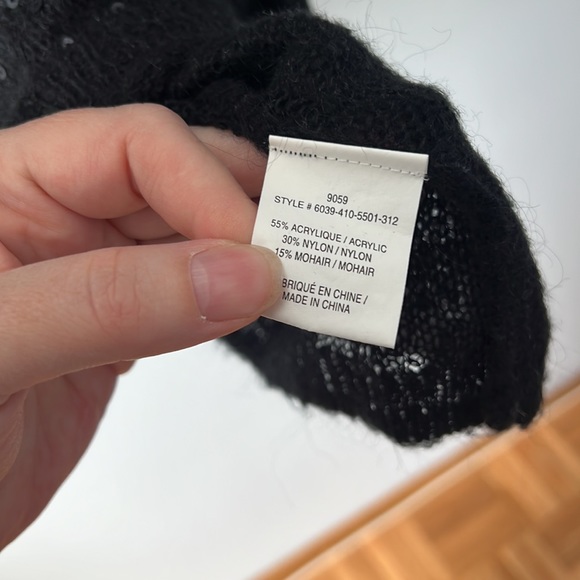 9059
STYLE # 6039-410-5501-312
55% ACRYLIQUE / ACRYLIC
30% NYLON / NYLON
15% MOHAIR / MOHAIR
BRIQUÉ EN CHINE /
MADE IN CHINA